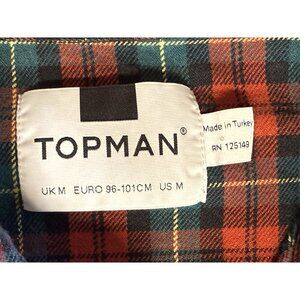 TOPMAN®
UK M EURO 96-101CM US M
Made in Turkey
RN 125149